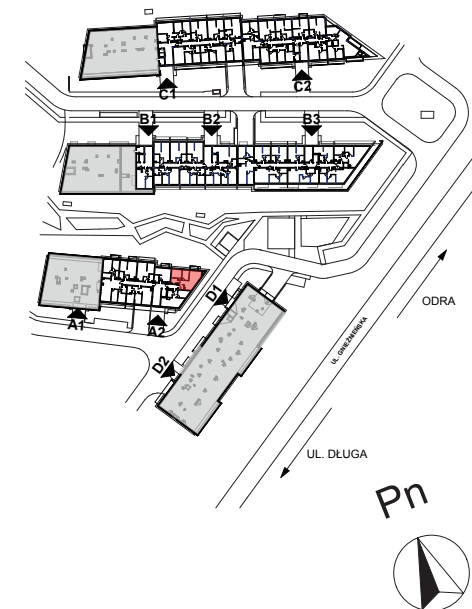 C1
C2
B1
B2
B3
A1
A2
D1
D2
ODRA
UL. GNIEŹNIEŃSKA
UL. DŁUGA
Pn